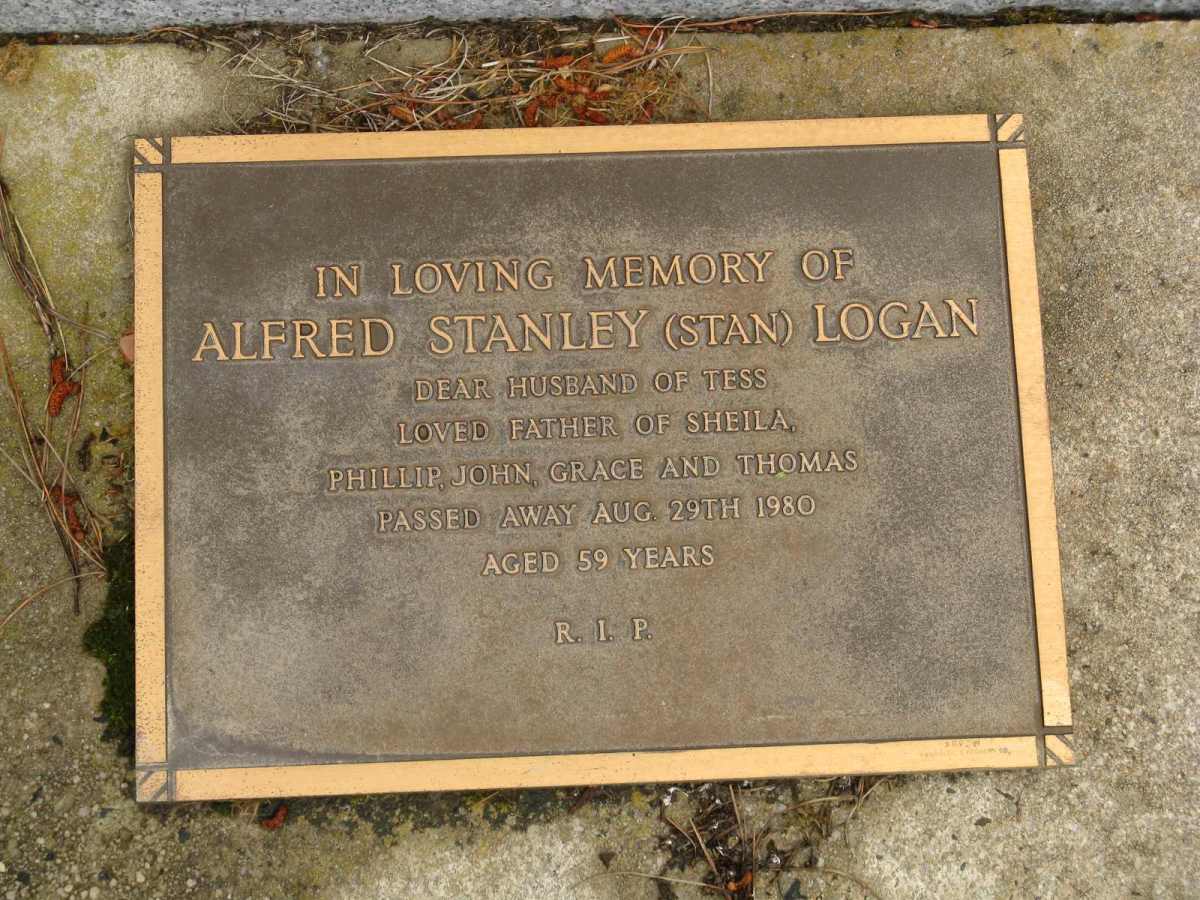 IN LOVING MEMORY OF
ALFRED STANLEY (STAN) LOGAN
DEAR HUSBAND OF TESS
LOVED FATHER OF SHEILA,
PHILLIP, JOHN, GRACE AND THOMAS
PASSED AWAY AUG. 29TH 1980
AGED 59 YEARS
R. I. P.